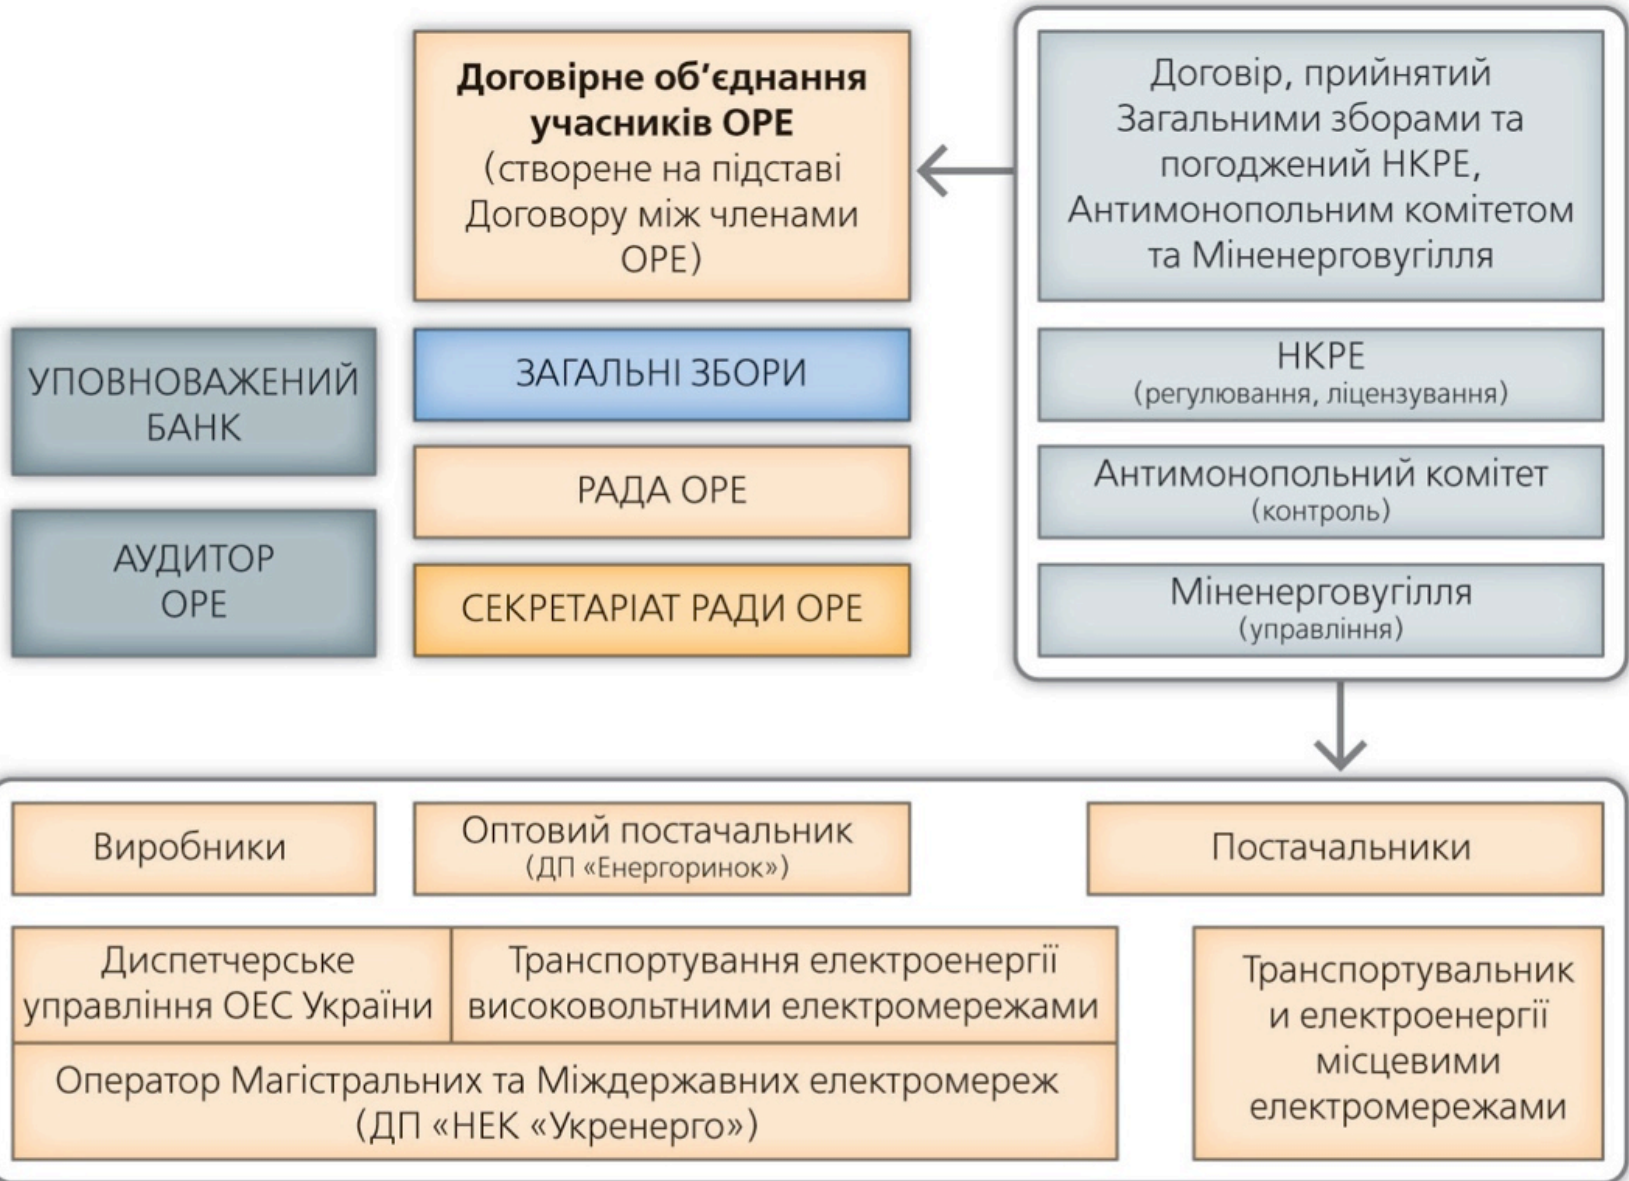 Договірне об’єднання
учасників ОРЕ
(створене на підставі
Договору між членами
ОРЕ)
Договір, прийнятий
Загальними зборами та
погоджений НКРЕ,
Антимонопольним комітетом
та Міненерговугілля
УПОВНОВАЖЕНИЙ
БАНК
АУДИТОР
ОРЕ
ЗАГАЛЬНІ ЗБОРИ
РАДА ОРЕ
СЕКРЕТАРІАТ РАДИ ОРЕ
НКРЕ
(регулювання, ліцензування)
Антимонопольний комітет
(контроль)
Міненерговугілля
(управління)
Виробники
Оптовий постачальник
(ДП «Енергоринок»)
Постачальники
Диспетчерське
управління ОЕС України
Транспортування електроенергії
високовольтними електромережами
Оператор Магістральних та Міждержавних електромереж
(ДП «НЕК «Укренерго»)
Транспортувальник
и електроенергії
місцевими
електромережами